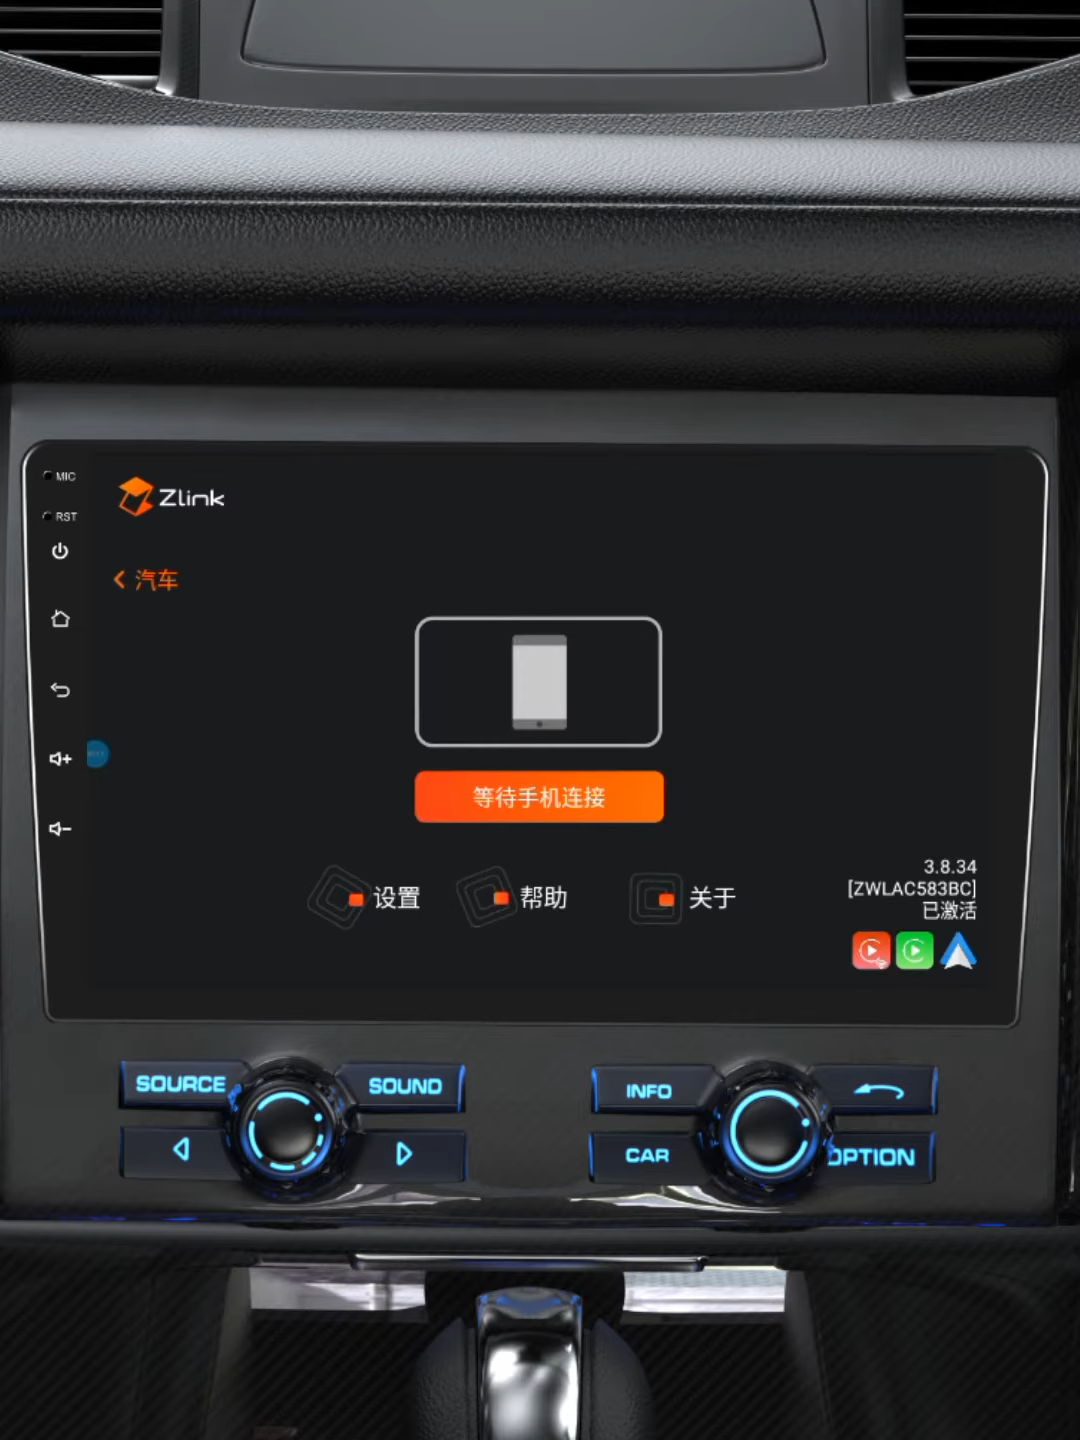 MIC
Zlink
RST
汽车
等待手机连接
设置
帮助
关于
3.8.34
[ZWLAC583BC]
已激活
SOURCE
SOUND
INFO
CAR
OPTION